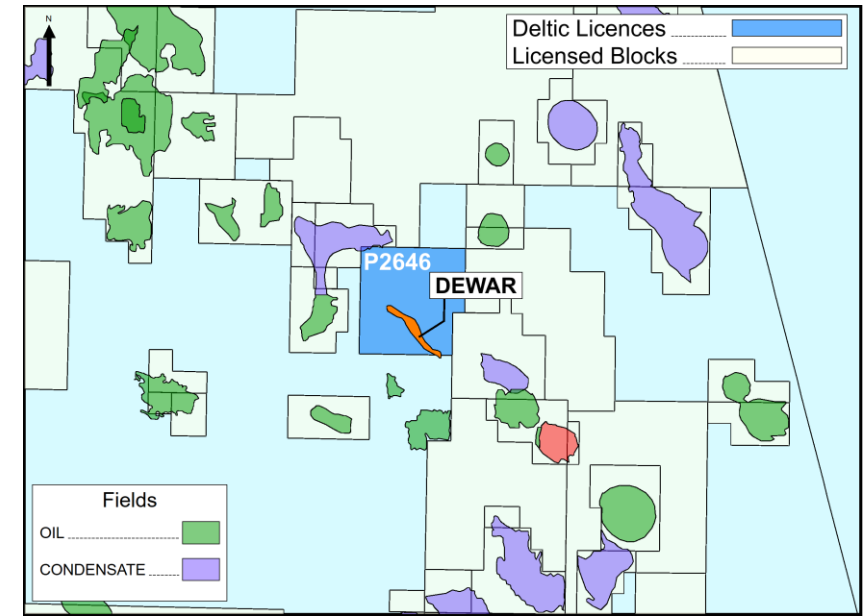 N
Deltic Licences
Licensed Blocks
P2646
DEWAR
Fields
OIL
CONDENSATE